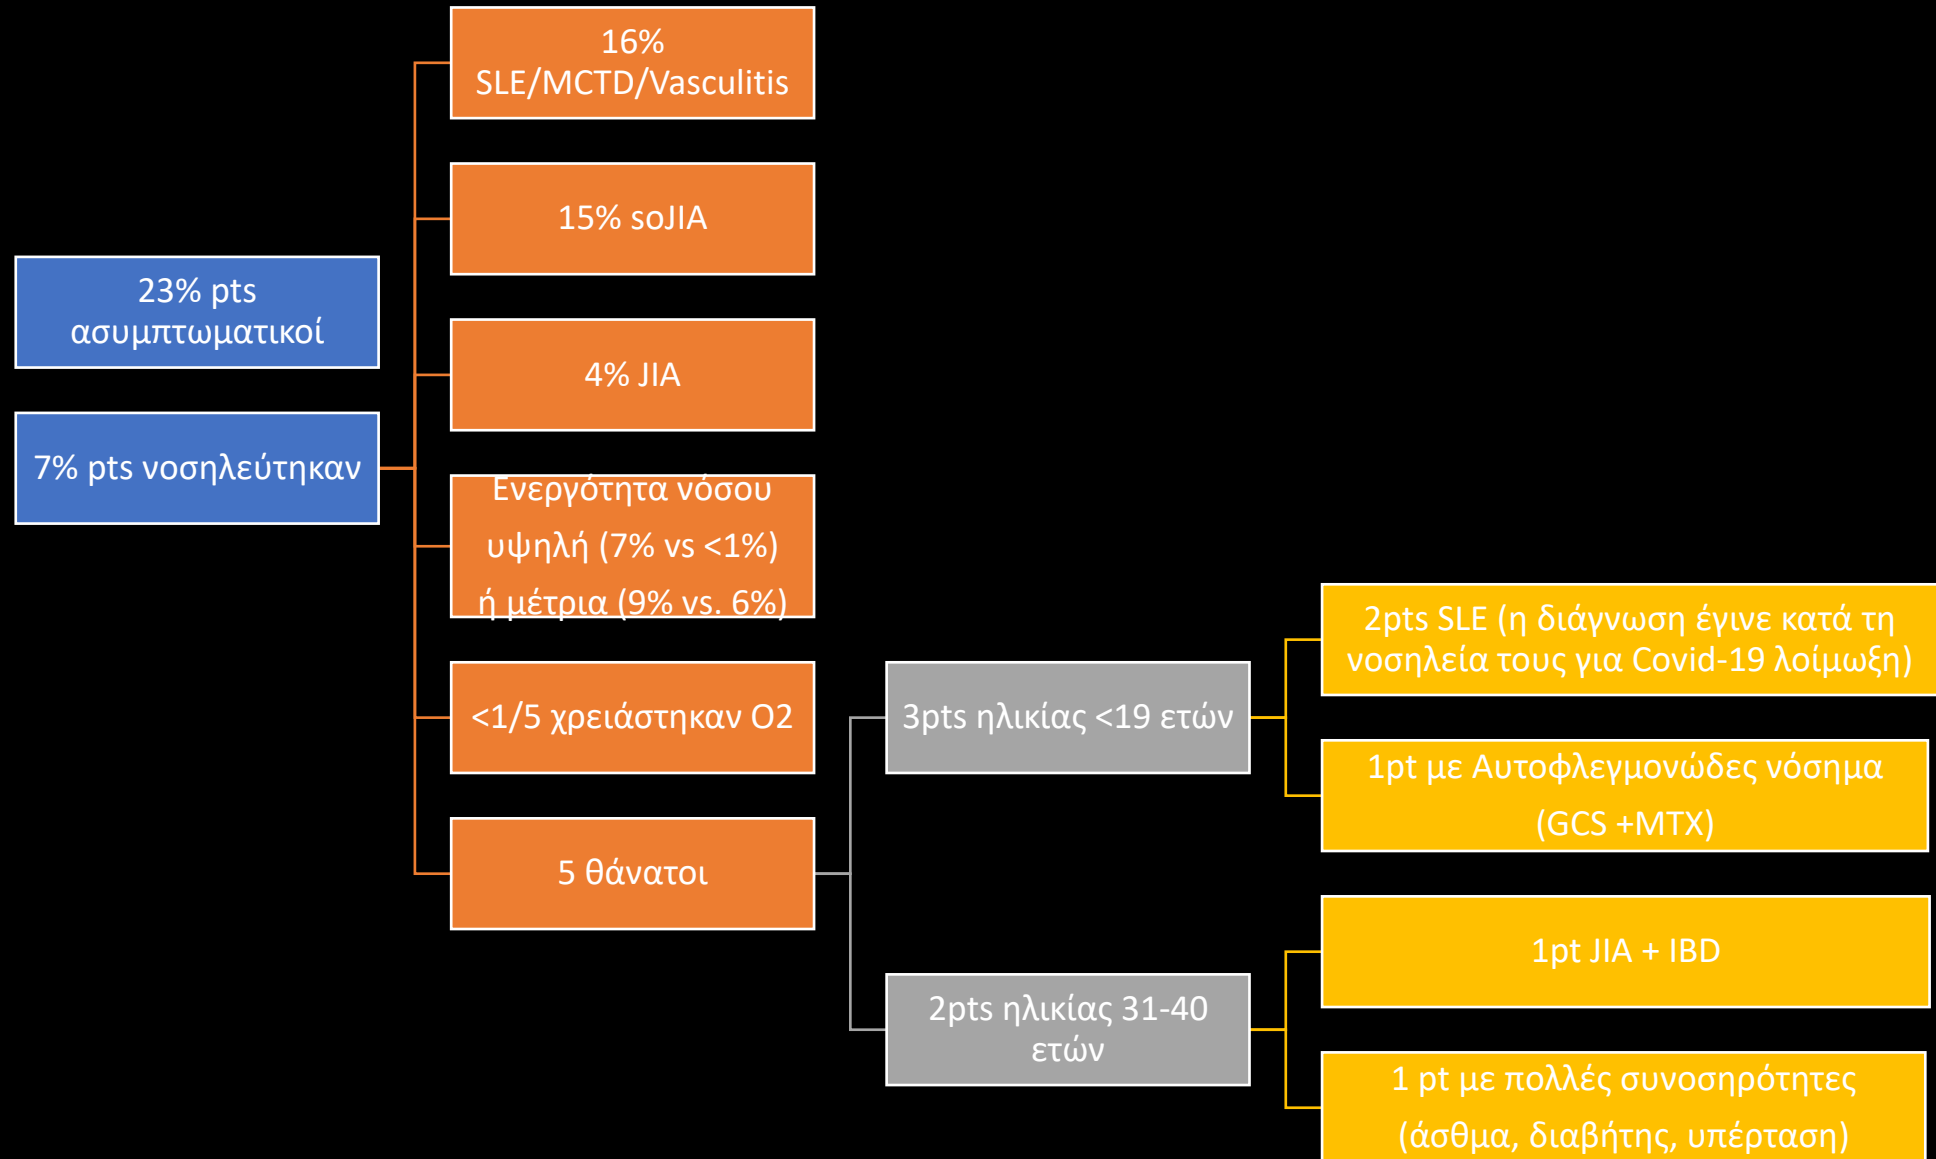 23% pts
ασυμπτωματικοί
7% pts νοσηλεύτηκαν
16%
SLE/MCTD/Vasculitis
15% soJIA
4% JIA
Ενεργότητα νόσου
υψηλή (7% vs <1%)
ή μέτρια (9% vs. 6%)
<1/5 χρειάστηκαν O2
5 θάνατοι
3pts ηλικίας <19 ετών
2pts SLE (η διάγνωση έγινε κατά τη
νοσηλεία τους για Covid-19 λοίμωξη)
1pt με Αυτοφλεγμονώδες νόσημα
(GCS +MTX)
2pts ηλικίας 31-40
ετών
1pt JIA + IBD
1 pt με πολλές συνοσηρότητες
(άσθμα, διαβήτης, υπέρταση)